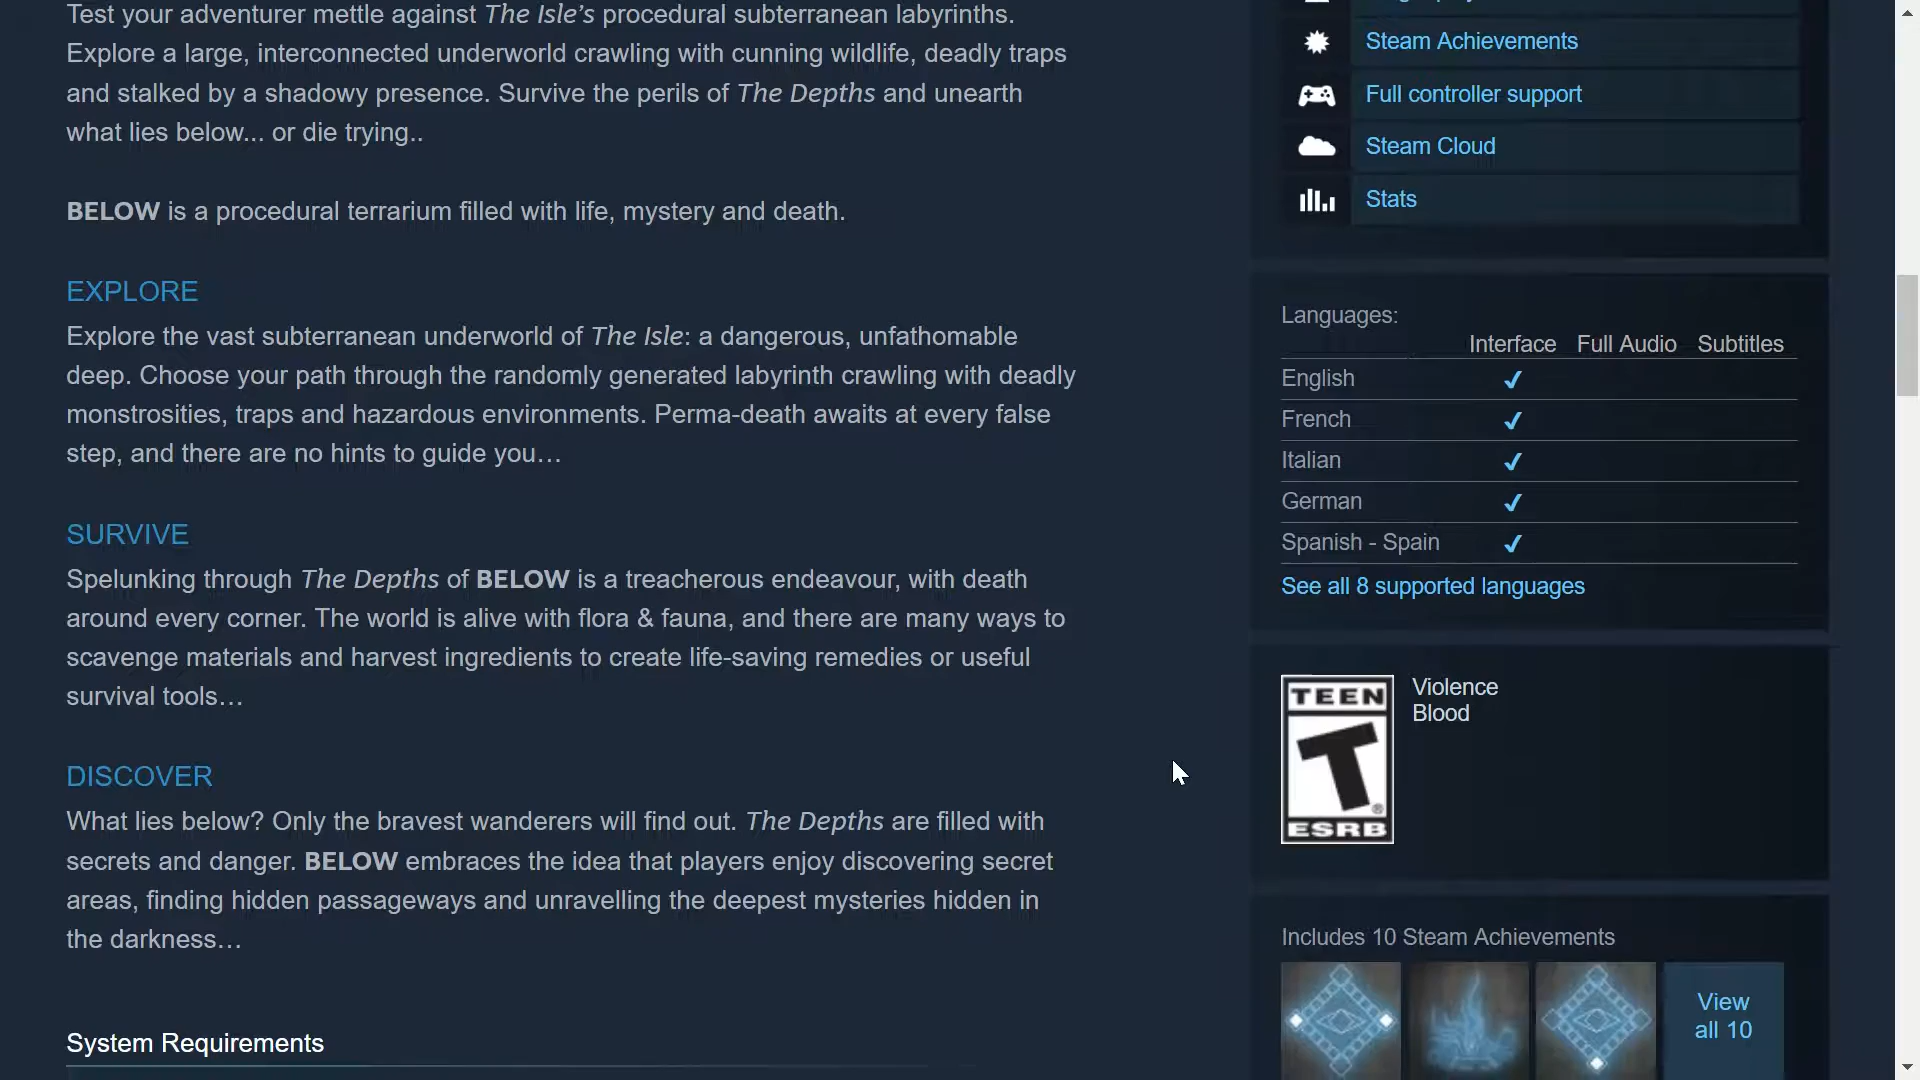 Test your adventurer mettle against The Isle's procedural subterranean labyrinths.
Explore a large, interconnected underworld crawling with cunning wildlife, deadly traps
and stalked by a shadowy presence. Survive the perils of The Depths and unearth
what lies below... or die trying..
BELOW is a procedural terrarium filled with life, mystery and death.
EXPLORE
Explore the vast subterranean underworld of The Isle: a dangerous, unfathomable
deep. Choose your path through the randomly generated labyrinth crawling with deadly
monstrosities, traps and hazardous environments. Perma-death awaits at every false
step, and there are no hints to guide you…
SURVIVE
Spelunking through The Depths of BELOW is a treacherous endeavour, with death
around every corner. The world is alive with flora & fauna, and there are many ways to
scavenge materials and harvest ingredients to create life-saving remedies or useful
survival tools…
DISCOVER
What lies below? Only the bravest wanderers will find out. The Depths are filled with
secrets and danger. BELOW embraces the idea that players enjoy discovering secret
areas, finding hidden passageways and unravelling the deepest mysteries hidden in
the darkness…
System Requirements
Steam Achievements
Full controller support
Steam Cloud
Stats
Languages:
Interface Full Audio Subtitles
English ✔
French ✔
Italian ✔
German ✔
Spanish - Spain ✔
See all 8 supported languages
TEEN
T
ESRB
Violence
Blood
Includes 10 Steam Achievements
View
all 10